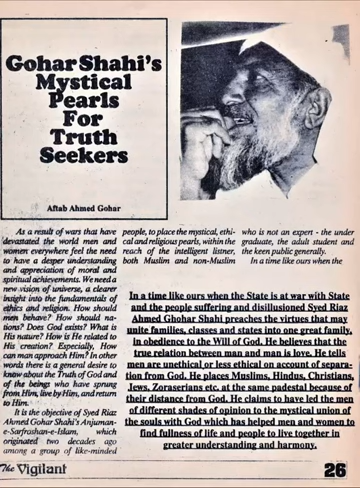 Gohar Shahi's
Mystical
Pearls
For
Truth
Seekers
Aftab Ahmed Gohar
As a result of wars that have
devastated the world men and
women everywhere feel the need
to have a deeper understanding
and appreciation of moral and
spiritual achievements. We need a
new vision of universe, a clearer
insight into the fundamentals of
ethics and religion. How should
men behave? How should na-
tions? Does God exists? What is
His nature? How is He related to
His creation? Especially, How
can man approach Him? In other
words there is a general desire to
know about the Truth of God and
of the beings who have sprung
from Him, live by Him, and return
to Him.
It is the objective of Syed Riaz
Ahmed Gohar Shahi's Anjuman-
e-Sarfroshan-e-Islam, which
originated two decades ago
among a group of like-minded
people, to place the mystical, ethi-
cal and religious pearls, within the
reach of the intelligent listner,
both Muslim and non-Muslim
who is not an expert - the under
graduate, the adult student and
the keen public generally.
In a time like ours when the
In a time like ours when the State is at war with State
and the people suffering and disillusioned Syed Riaz
Ahmed Ghohar Shahi preaches the virtues that may
unite families, classes and states into one great family,
in obedience to the Will of God. He believes that the
true relation between man and man is love. He tells
men are unethical or less ethical on account of separa-
tion from God. He places Muslims, Hindus, Christians,
Jews, Zorasterians etc. at the same padestal because of
their distance from God. He claims to have led the men
of different shades of opinion to the mystical union of
the souls with God which has helped men and women to
find fullness of life and people to live together in
greater understanding and harmony.
The Vigilant
26